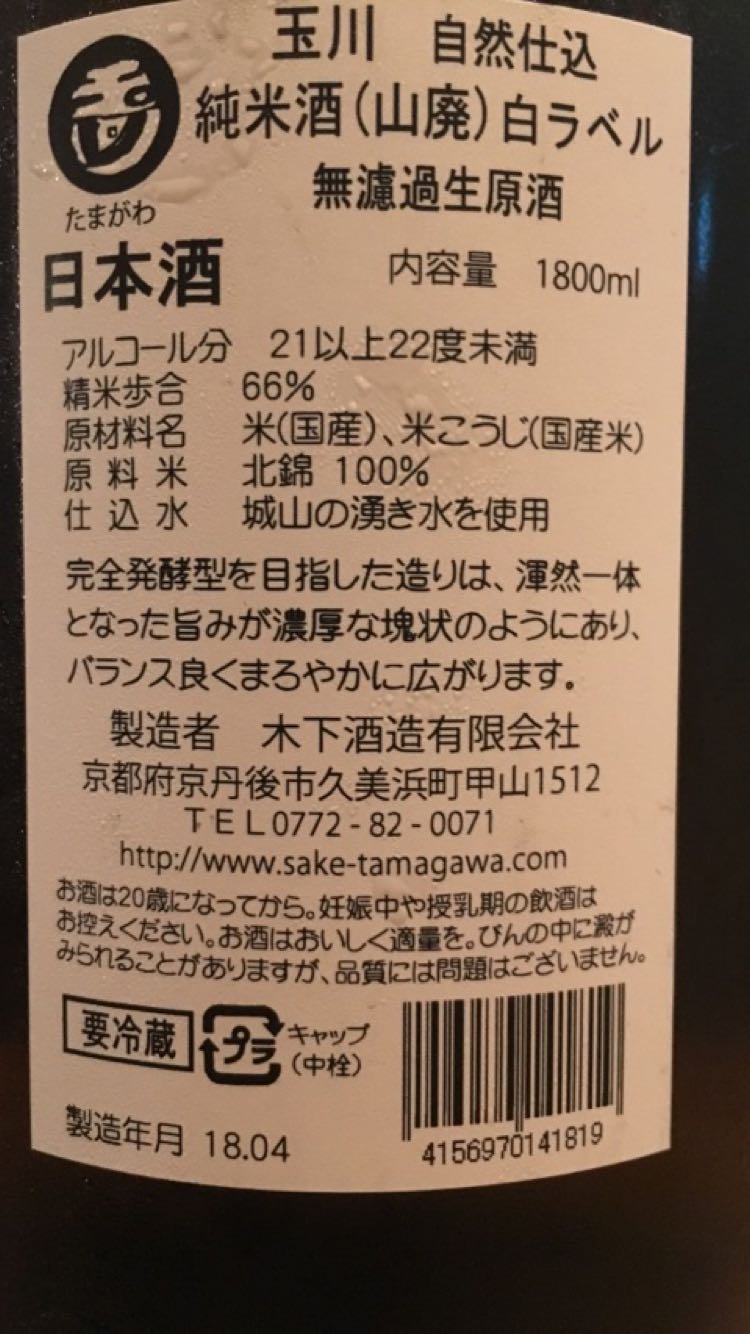 玉川 自然仕込
純米酒(山廃)白ラベル
無濾過生原酒
たまがわ
日本酒 内容量 1800ml
アルコール分 21以上22度未満
精米歩合 66%
原材料名 米(国産)、米こうじ(国産米)
原料米 北錦 100%
仕込水 城山の湧き水を使用
完全発酵型を目指した造りは、渾然一体
となった旨みが濃厚な塊状のようにあり、
バランス良くまろやかに広がります。
製造者 木下酒造有限会社
京都府京丹後市久美浜町甲山1512
TEL0772-82-0071
http://www.sake-tamagawa.com
お酒は20歳になってから。妊娠中や授乳期の飲酒は
お控えください。お酒はおいしく適量を。びんの中に澱が
みられることがありますが、品質には問題はございません。
要冷蔵 プラ キャップ
(中栓)
製造年月 18.04
4156970141819